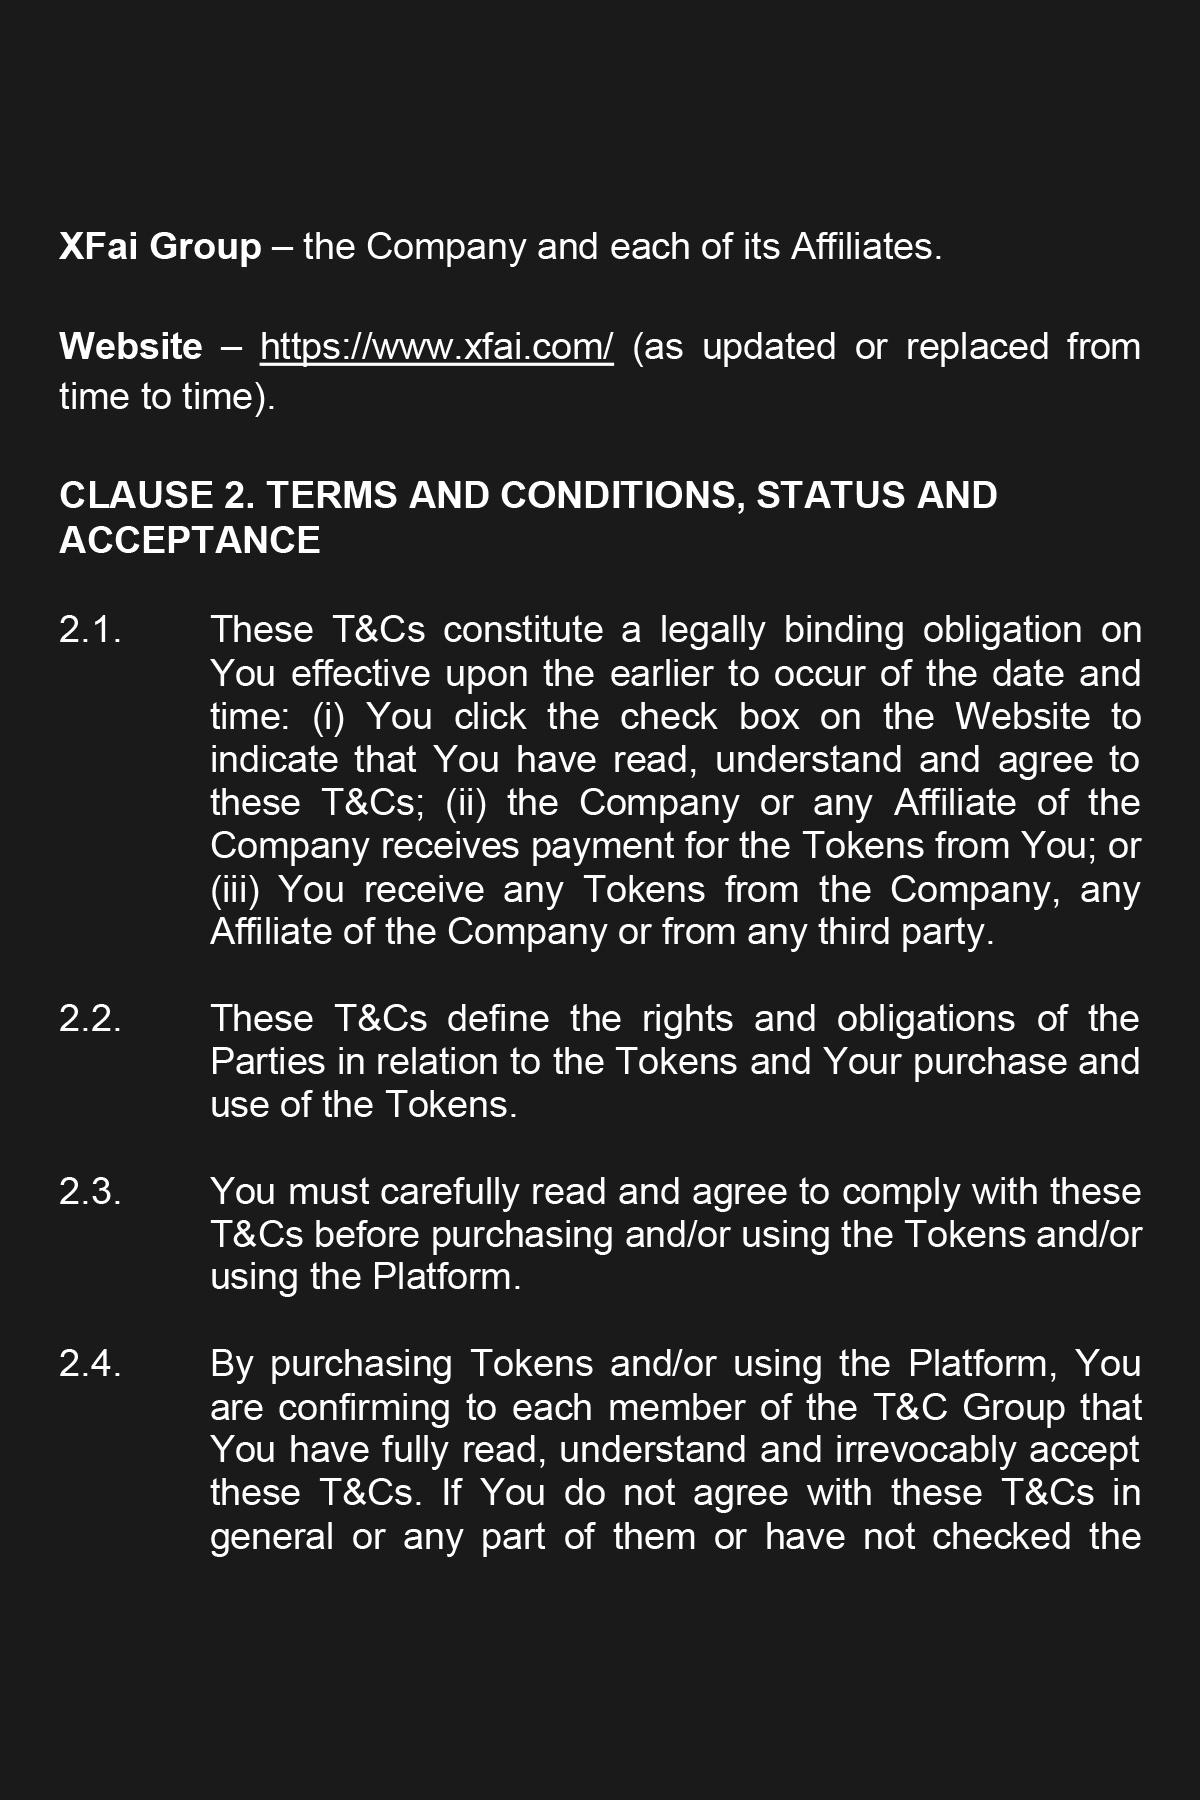 XFai Group – the Company and each of its Affiliates.
Website – https://www.xfai.com/ (as updated or replaced from
time to time).
CLAUSE 2. TERMS AND CONDITIONS, STATUS AND
ACCEPTANCE
2.1. These T&Cs constitute a legally binding obligation on
You effective upon the earlier to occur of the date and
time: (i) You click the check box on the Website to
indicate that You have read, understand and agree to
these T&Cs; (ii) the Company or any Affiliate of the
Company receives payment for the Tokens from You; or
(iii) You receive any Tokens from the Company, any
Affiliate of the Company or from any third party.
2.2. These T&Cs define the rights and obligations of the
Parties in relation to the Tokens and Your purchase and
use of the Tokens.
2.3. You must carefully read and agree to comply with these
T&Cs before purchasing and/or using the Tokens and/or
using the Platform.
2.4. By purchasing Tokens and/or using the Platform, You
are confirming to each member of the T&C Group that
You have fully read, understand and irrevocably accept
these T&Cs. If You do not agree with these T&Cs in
general or any part of them or have not checked the